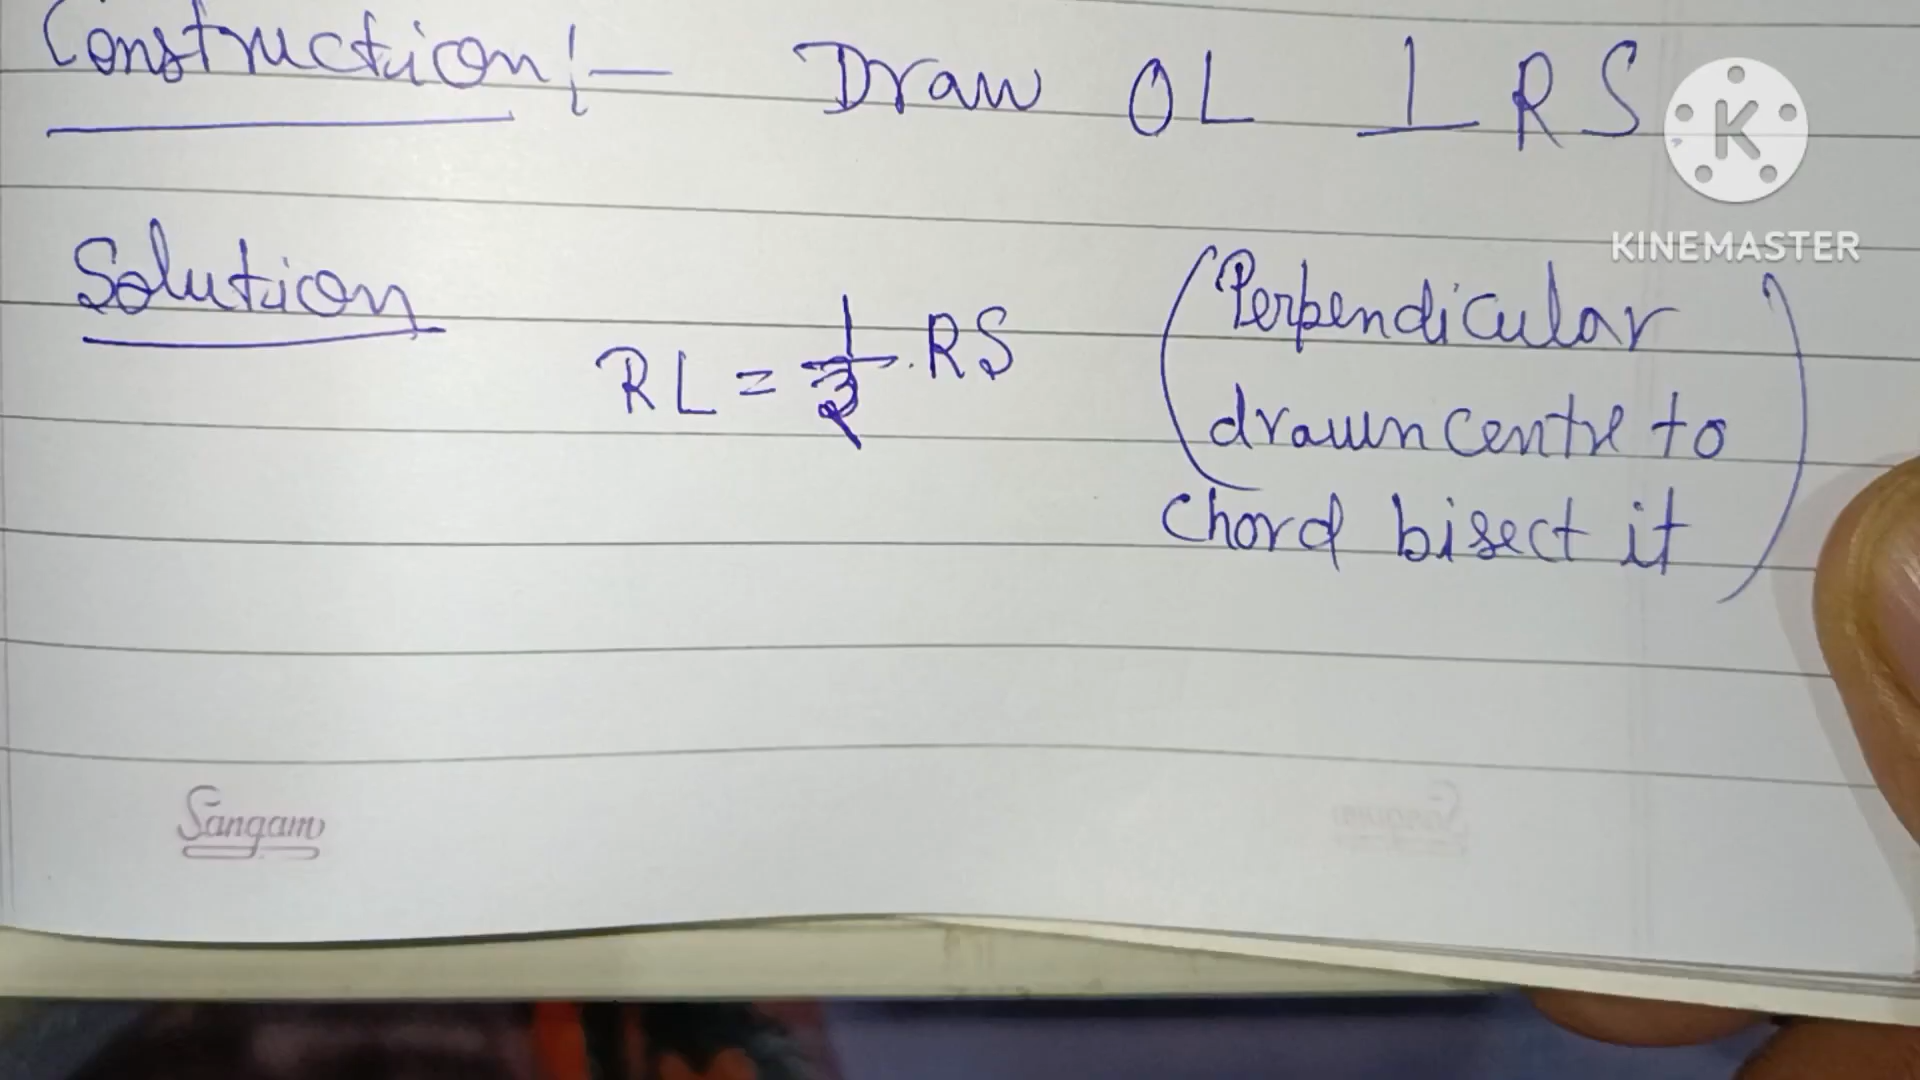 Construction:- Draw OL ⊥ RS
KINEMASTER
Solution
RL = 1/2 . RS (Perpendicular
drawn centre to
chord bisect it)
Sangam